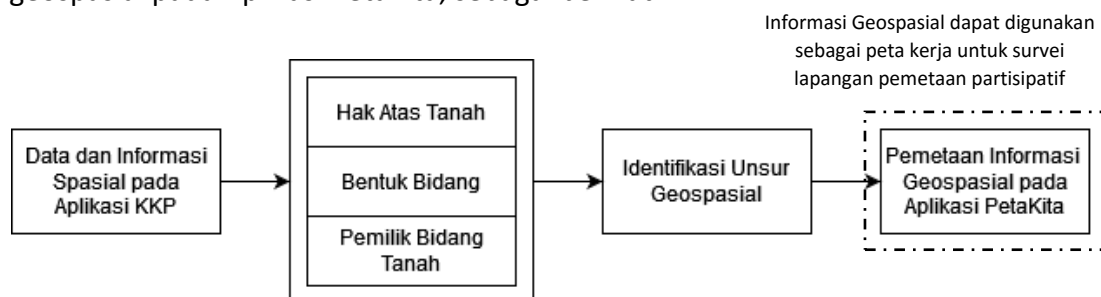 Informasi Geospasial dapat digunakan
sebagai peta kerja untuk survei
lapangan pemetaan partisipatif
Data dan Informasi
Spasial pada
Aplikasi KKP
Hak Atas Tanah
Bentuk Bidang
Pemilik Bidang
Tanah
Identifikasi Unsur
Geospasial
Pemetaan Informasi
Geospasial pada
Aplikasi PetaKita